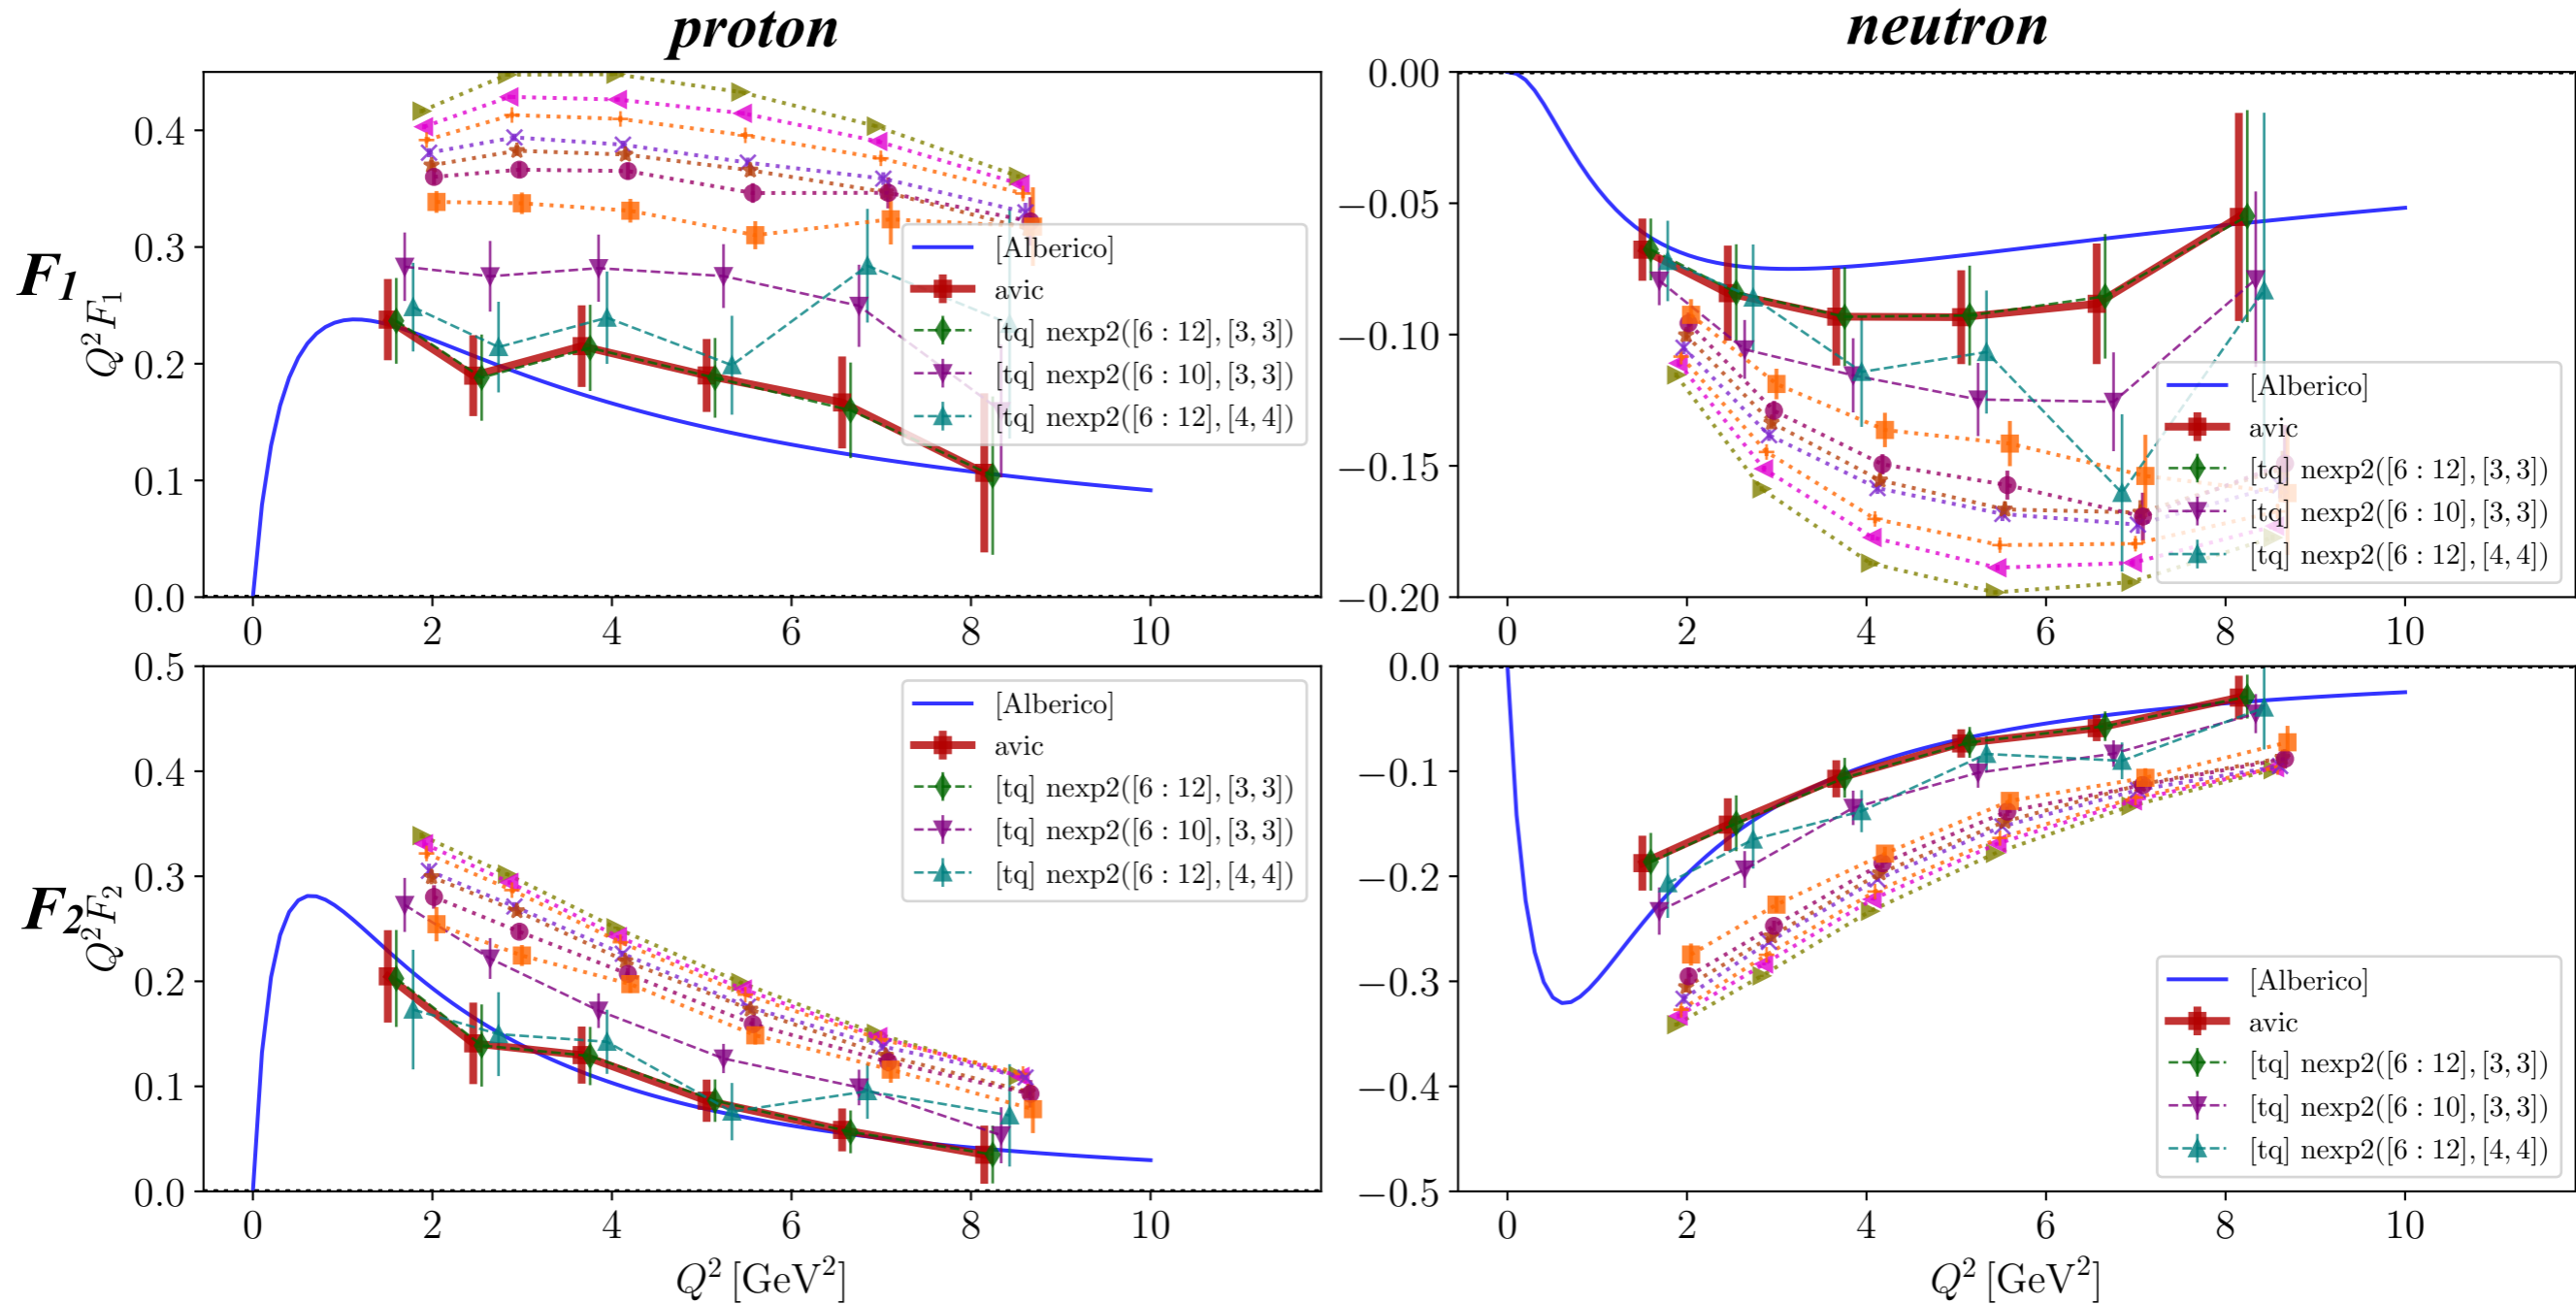 proton
neutron
F1
Q² F₁
0.4
0.3
0.2
0.1
0.0
0 2 4 6 8 10
[Alberico]
avic
[tq] nexp2([6 : 12], [3, 3])
[tq] nexp2([6 : 10], [3, 3])
[tq] nexp2([6 : 12], [4, 4])
0.00
−0.05
−0.10
−0.15
−0.20
0 2 4 6 8 10
[Alberico]
avic
[tq] nexp2([6 : 12], [3, 3])
[tq] nexp2([6 : 10], [3, 3])
[tq] nexp2([6 : 12], [4, 4])
F2
Q² F₂
0.5
0.4
0.3
0.2
0.1
0.0
0 2 4 6 8 10
Q² [GeV²]
[Alberico]
avic
[tq] nexp2([6 : 12], [3, 3])
[tq] nexp2([6 : 10], [3, 3])
[tq] nexp2([6 : 12], [4, 4])
0.0
−0.1
−0.2
−0.3
−0.4
−0.5
0 2 4 6 8 10
Q² [GeV²]
[Alberico]
avic
[tq] nexp2([6 : 12], [3, 3])
[tq] nexp2([6 : 10], [3, 3])
[tq] nexp2([6 : 12], [4, 4])